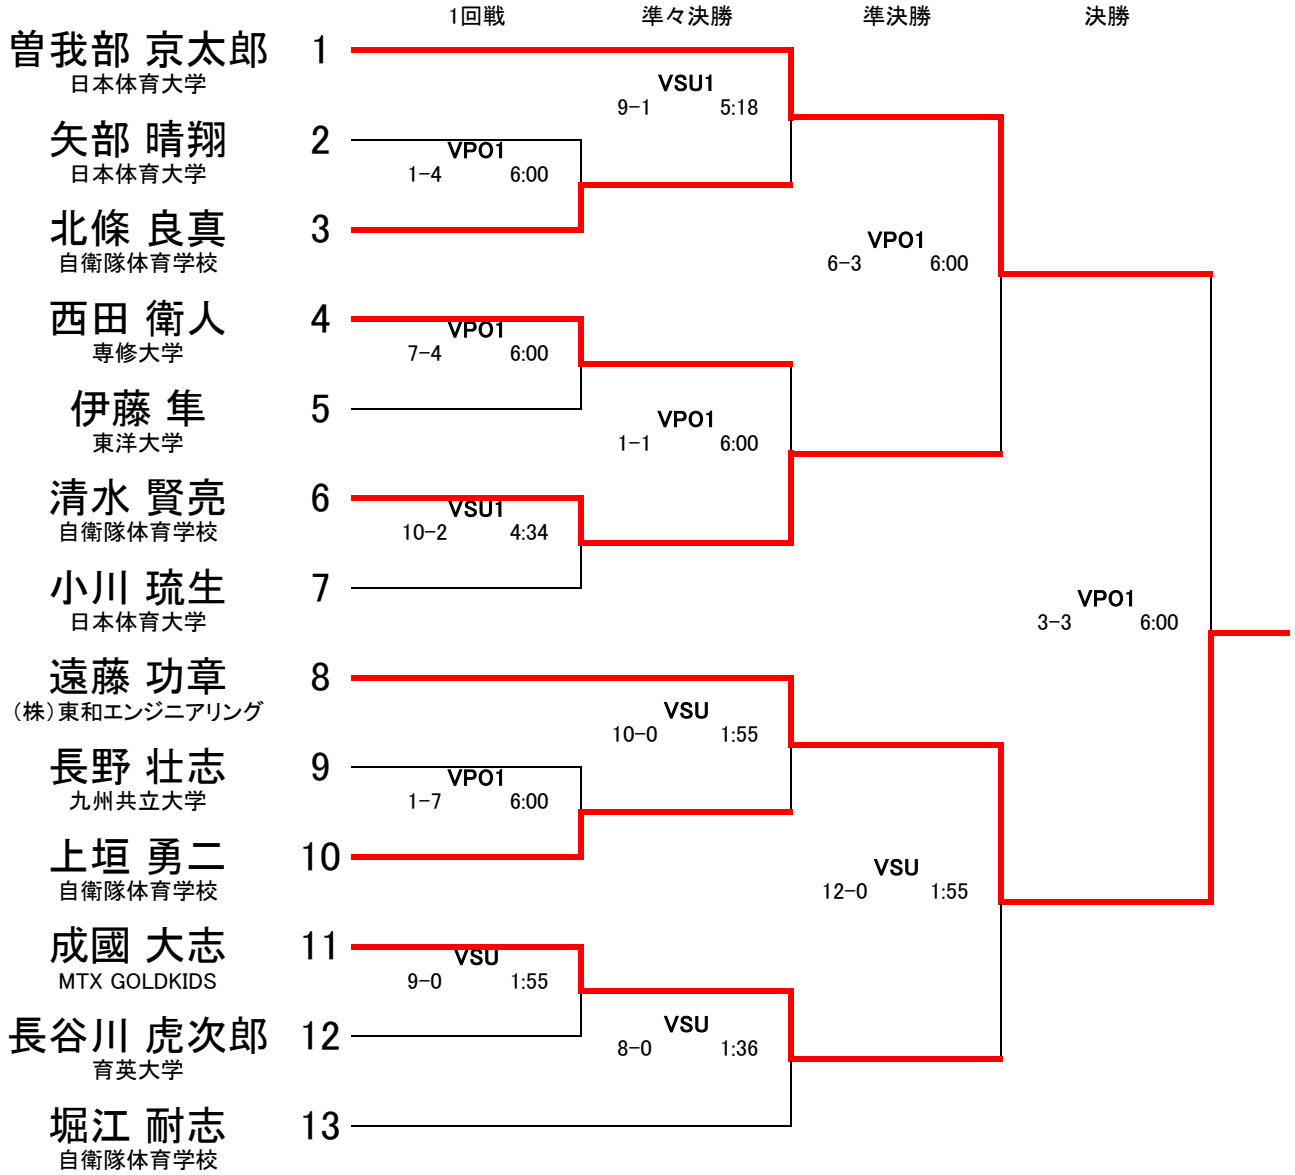 1回戦 準々決勝 準決勝 決勝
曽我部 京太郎 1
日本体育大学
VSU1
9-1 5:18
矢部 晴翔 2
日本体育大学
VPO1
1-4 6:00
北條 良真 3
自衛隊体育学校
VPO1
6-3 6:00
西田 衛人 4
専修大学
VPO1
7-4 6:00
伊藤 隼 5
東洋大学
VPO1
1-1 6:00
清水 賢亮 6
自衛隊体育学校
VSU1
10-2 4:34
小川 琉生 7
日本体育大学
VPO1
3-3 6:00
遠藤 功章 8
(株)東和エンジニアリング
VSU
10-0 1:55
長野 壮志 9
九州共立大学
VPO1
1-7 6:00
上垣 勇二 10
自衛隊体育学校
VSU
12-0 1:55
成國 大志 11
MTX GOLDKIDS
VSU
9-0 1:55
長谷川 虎次郎 12
育英大学
VSU
8-0 1:36
堀江 耐志 13
自衛隊体育学校